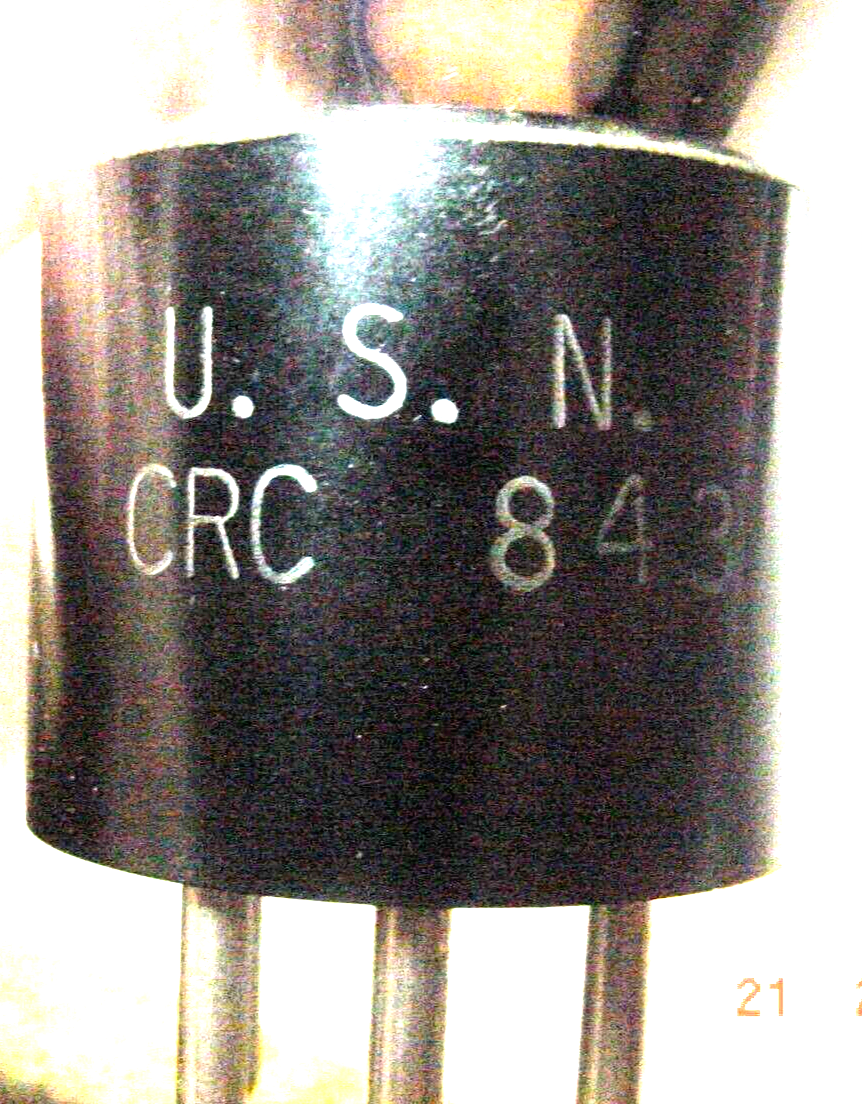 U. S. N.
CRC 843
21